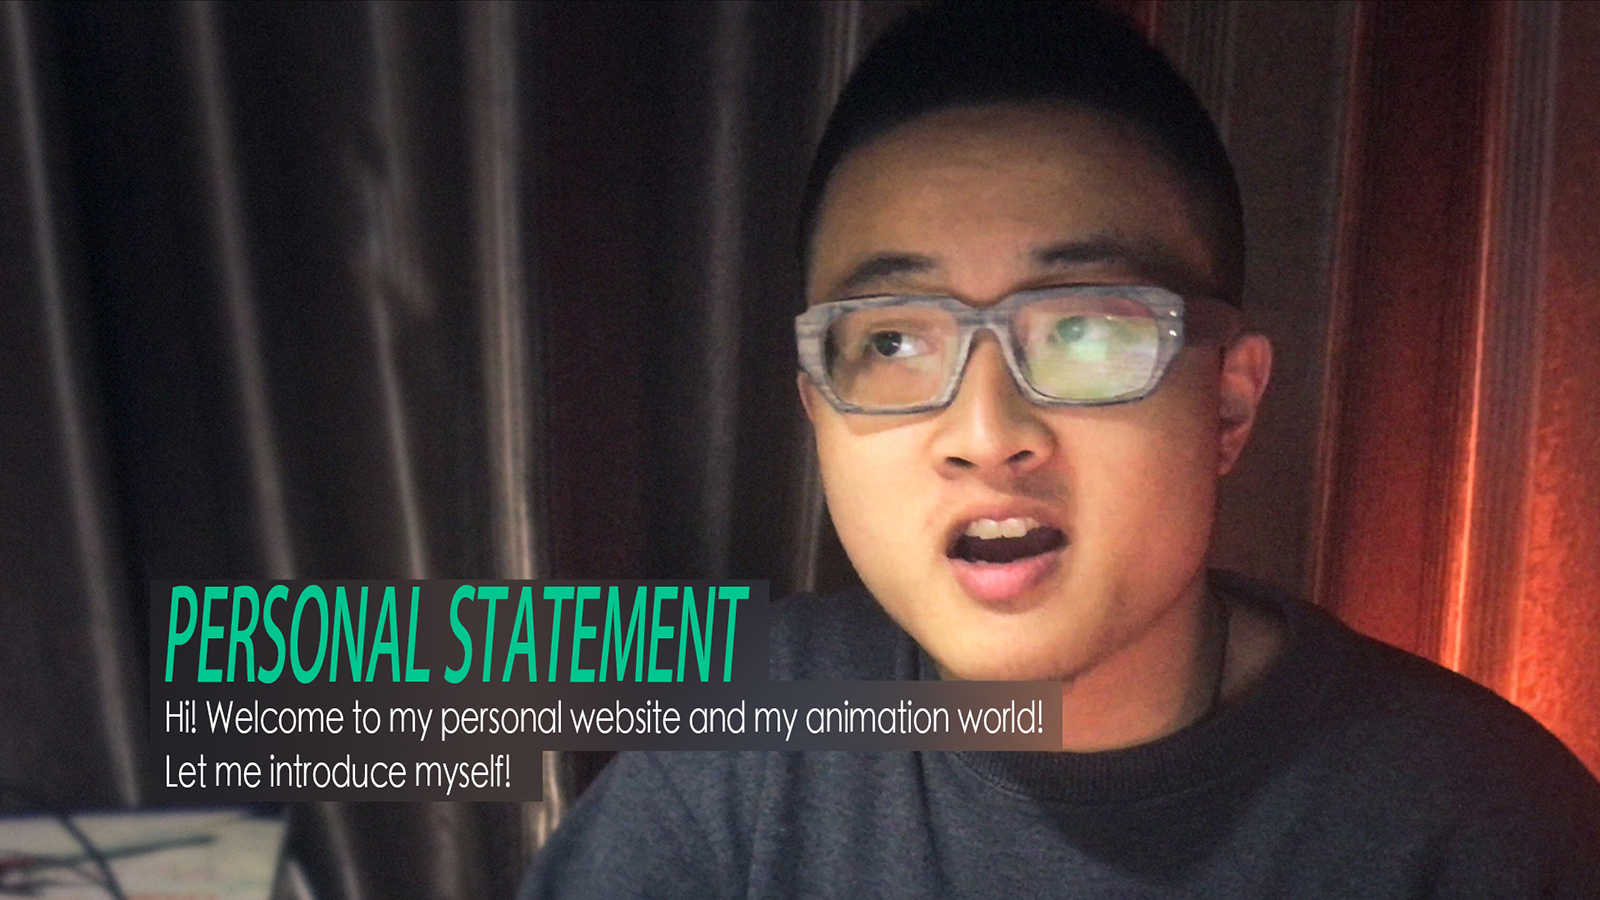 PERSONAL STATEMENT
Hi! Welcome to my personal website and my animation world!
Let me introduce myself!